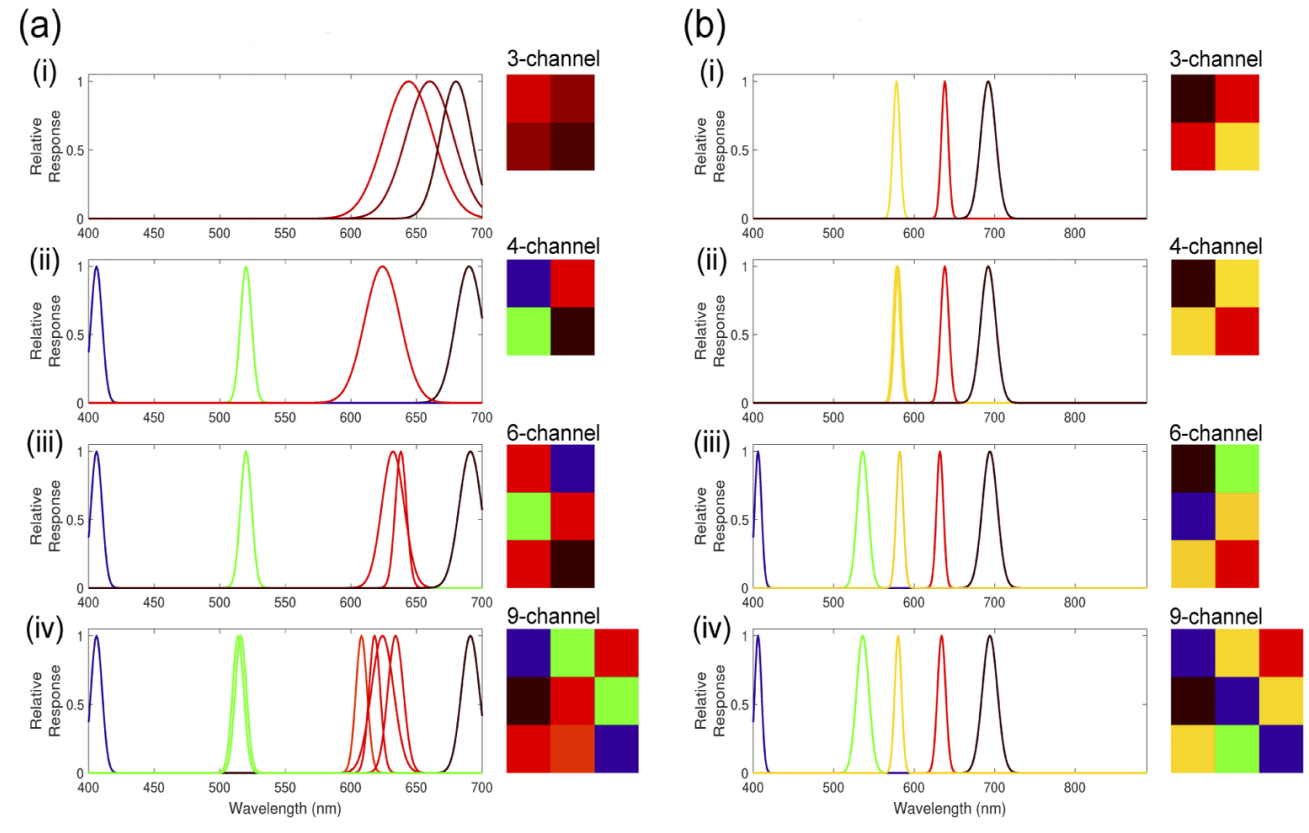 (a)
(b)
(i)
3-channel
Relative
Response
1
0.5
0
400 450 500 550 600 650 700
(i)
3-channel
Relative
Response
1
0.5
0
400 500 600 700 800
(ii)
4-channel
Relative
Response
1
0.5
0
400 450 500 550 600 650 700
(ii)
4-channel
Relative
Response
1
0.5
0
400 500 600 700 800
(iii)
6-channel
Relative
Response
1
0.5
0
400 450 500 550 600 650 700
(iii)
6-channel
Relative
Response
1
0.5
0
400 500 600 700 800
(iv)
9-channel
Relative
Response
1
0.5
0
400 450 500 550 600 650 700
Wavelength (nm)
(iv)
9-channel
Relative
Response
1
0.5
0
400 500 600 700 800
Wavelength (nm)